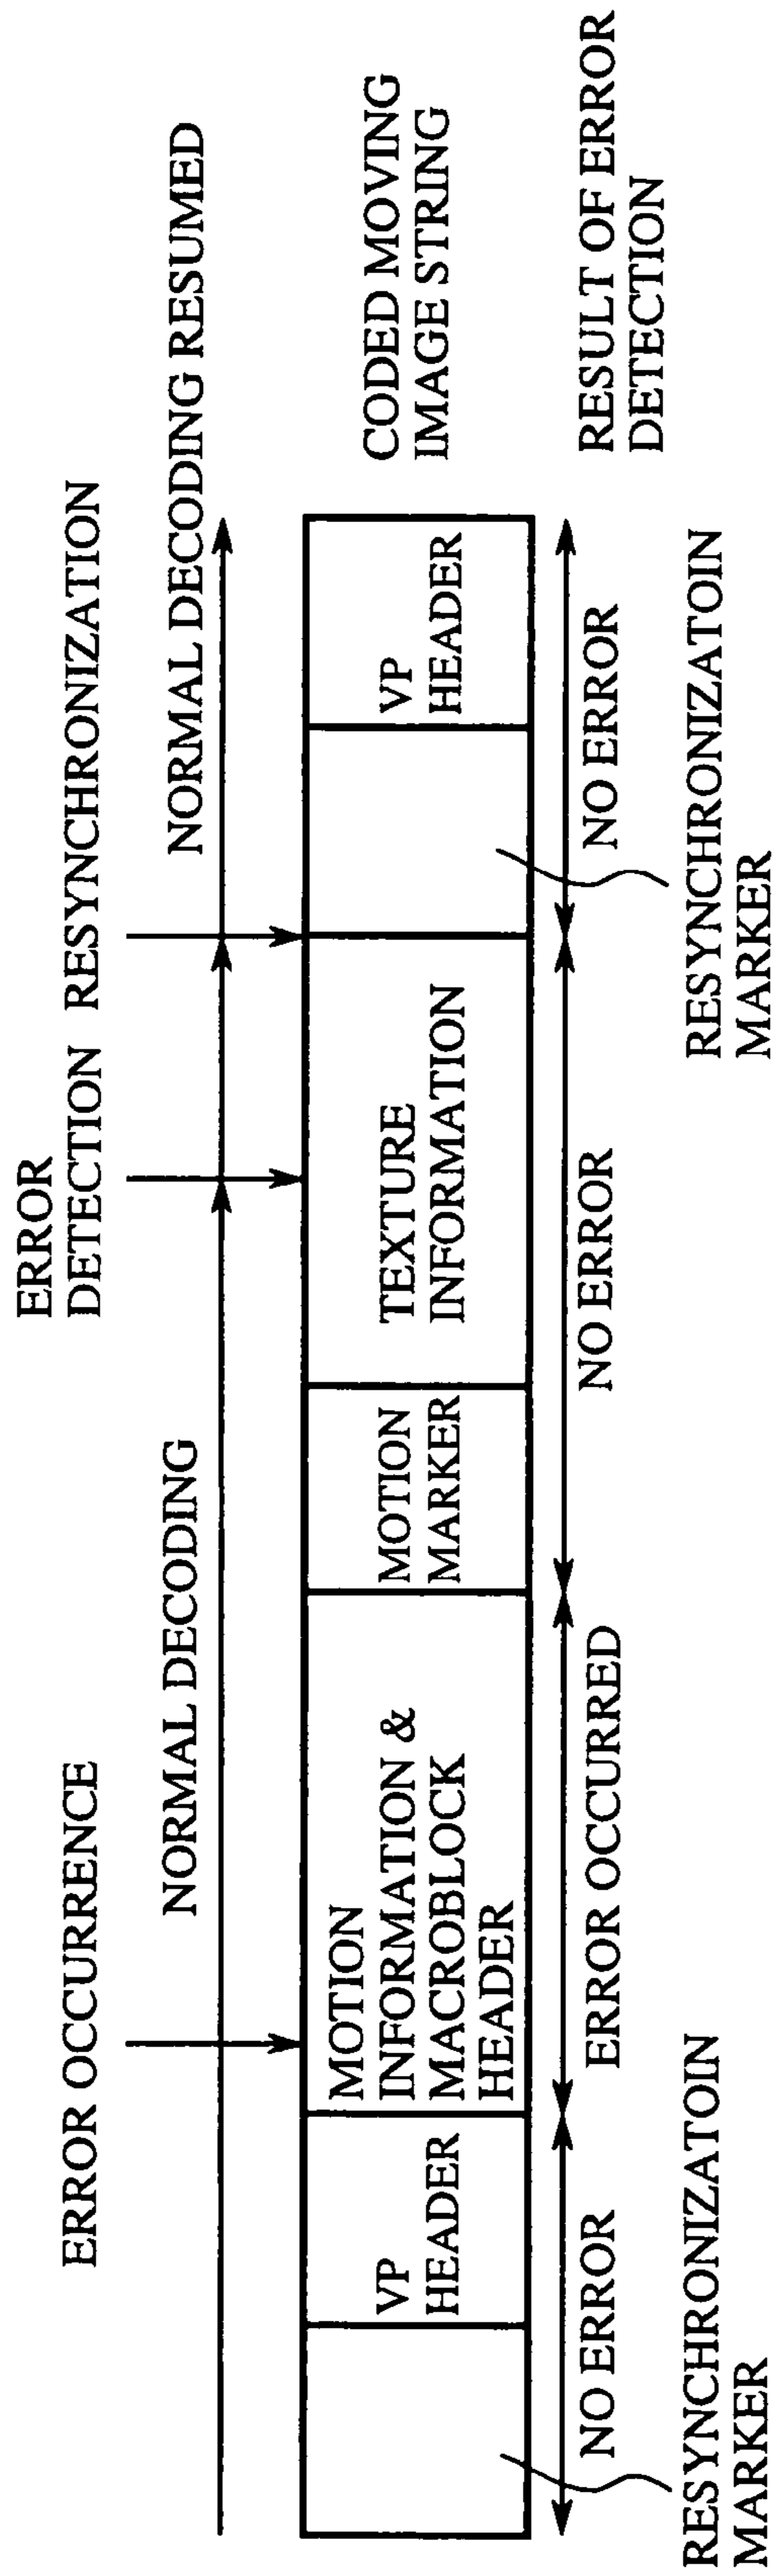 ERROR OCCURRENCE
ERROR
DETECTION
RESYNCHRONIZATION
NORMAL DECODING
NORMAL DECODING RESUMED
VP
HEADER
MOTION
INFORMATION &
MACROBLOCK
HEADER
MOTION
MARKER
TEXTURE
INFORMATION
VP
HEADER
CODED MOVING
IMAGE STRING
NO ERROR
ERROR OCCURRED
NO ERROR
NO ERROR
RESULT OF ERROR
DETECTION
RESYNCHRONIZATOIN
MARKER
RESYNCHRONIZATOIN
MARKER